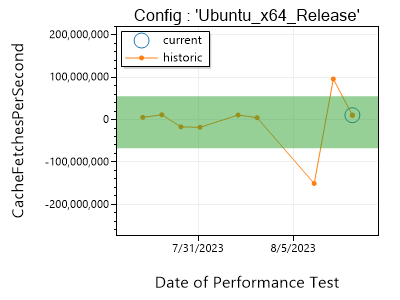 Config : 'Ubuntu_x64_Release'
current
historic
CacheFetchesPerSecond
200,000,000
100,000,000
0
-100,000,000
-200,000,000
7/31/2023
8/5/2023
Date of Performance Test